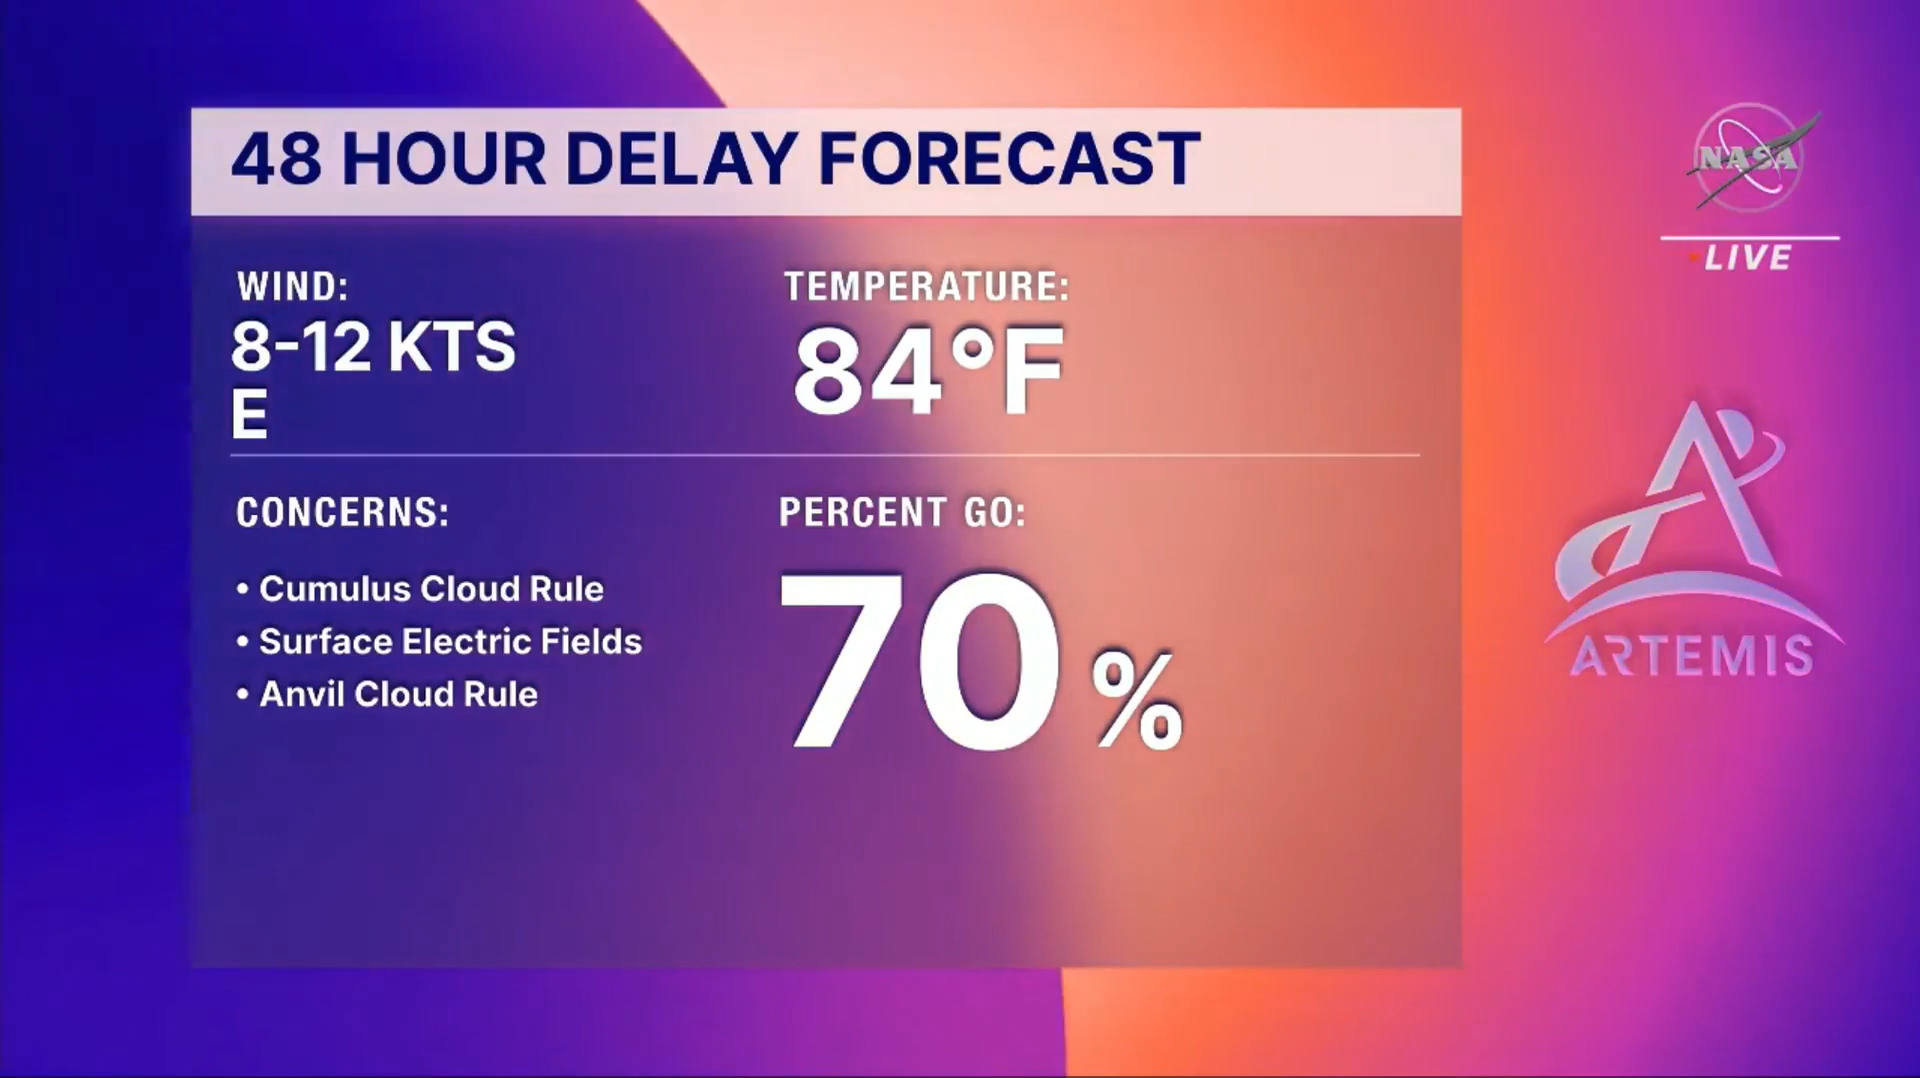 48 HOUR DELAY FORECAST
NASA
LIVE
WIND:
8-12 KTS
E
TEMPERATURE:
84°F
CONCERNS:
• Cumulus Cloud Rule
• Surface Electric Fields
• Anvil Cloud Rule
PERCENT GO:
70 %
ARTEMIS